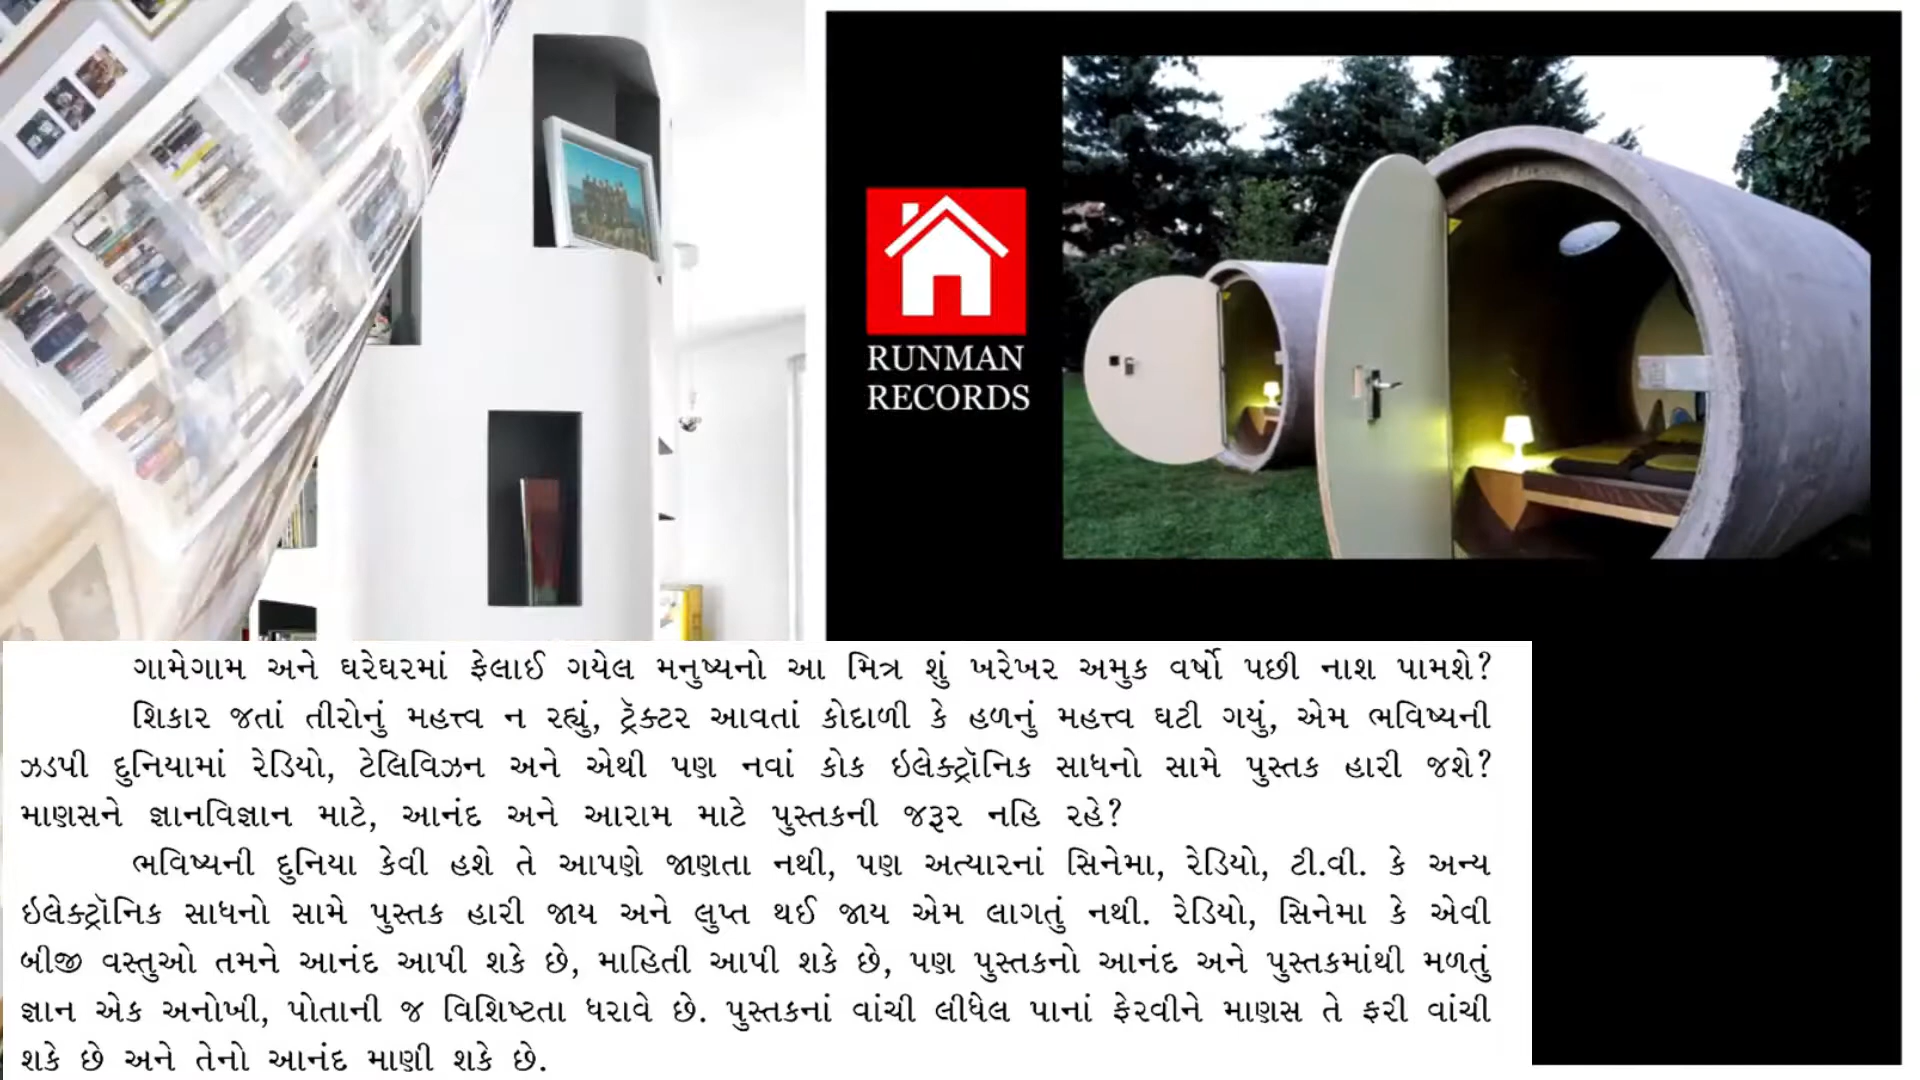 RUNMAN
RECORDS
ગામેગામ અને ઘરેઘરમાં ફેલાઈ ગયેલ મનુષ્યનો આ મિત્ર શું ખરેખર અમુક વર્ષો પછી નાશ પામશે?
શિકાર જતાં તીરોનું મહત્ત્વ ન રહ્યું, ટ્રૅક્ટર આવતાં કોદાળી કે હળનું મહત્ત્વ ઘટી ગયું, એમ ભવિષ્યની
ઝડપી દુનિયામાં રેડિયો, ટેલિવિઝન અને એથી પણ નવાં કોક ઇલેક્ટ્રૉનિક સાધનો સામે પુસ્તક હારી જશે?
માણસને જ્ઞાનવિજ્ઞાન માટે, આનંદ અને આરામ માટે પુસ્તકની જરૂર નહિ રહે?
ભવિષ્યની દુનિયા કેવી હશે તે આપણે જાણતા નથી, પણ અત્યારનાં સિનેમા, રેડિયો, ટી.વી. કે અન્ય
ઇલેક્ટ્રૉનિક સાધનો સામે પુસ્તક હારી જાય અને લુપ્ત થઈ જાય એમ લાગતું નથી. રેડિયો, સિનેમા કે એવી
બીજી વસ્તુઓ તમને આનંદ આપી શકે છે, માહિતી આપી શકે છે, પણ પુસ્તકનો આનંદ અને પુસ્તકમાંથી મળતું
જ્ઞાન એક અનોખી, પોતાની જ વિશિષ્ટતા ધરાવે છે. પુસ્તકનાં વાંચી લીધેલ પાનાં ફેરવીને માણસ તે ફરી વાંચી
શકે છે અને તેનો આનંદ માણી શકે છે.